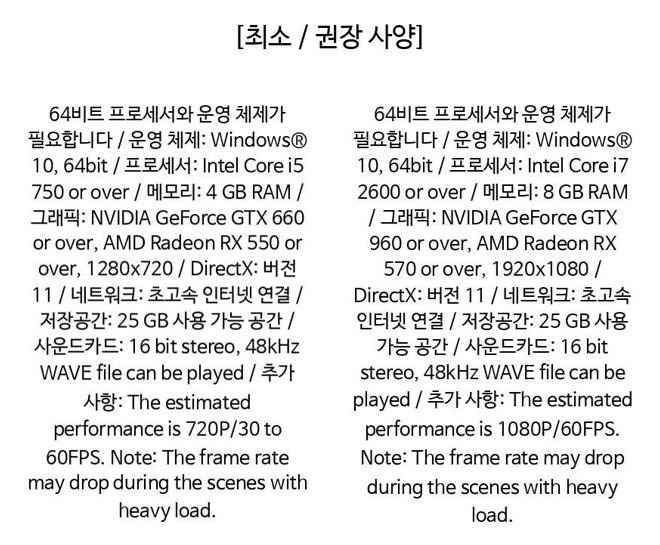 [최소 / 권장 사양]
64비트 프로세서와 운영 체제가
필요합니다 / 운영 체제: Windows®
10, 64bit / 프로세서: Intel Core i5
750 or over / 메모리: 4 GB RAM /
그래픽: NVIDIA GeForce GTX 660
or over, AMD Radeon RX 550 or
over, 1280x720 / DirectX: 버전
11 / 네트워크: 초고속 인터넷 연결 /
저장공간: 25 GB 사용 가능 공간 /
사운드카드: 16 bit stereo, 48kHz
WAVE file can be played / 추가
사항: The estimated
performance is 720P/30 to
60FPS. Note: The frame rate
may drop during the scenes with
heavy load.
64비트 프로세서와 운영 체제가
필요합니다 / 운영 체제: Windows®
10, 64bit / 프로세서: Intel Core i7
2600 or over / 메모리: 8 GB RAM
/ 그래픽: NVIDIA GeForce GTX
960 or over, AMD Radeon RX
570 or over, 1920x1080 /
DirectX: 버전 11 / 네트워크: 초고속
인터넷 연결 / 저장공간: 25 GB 사용
가능 공간 / 사운드카드: 16 bit
stereo, 48kHz WAVE file can be
played / 추가 사항: The estimated
performance is 1080P/60FPS.
Note: The frame rate may drop
during the scenes with heavy
load.